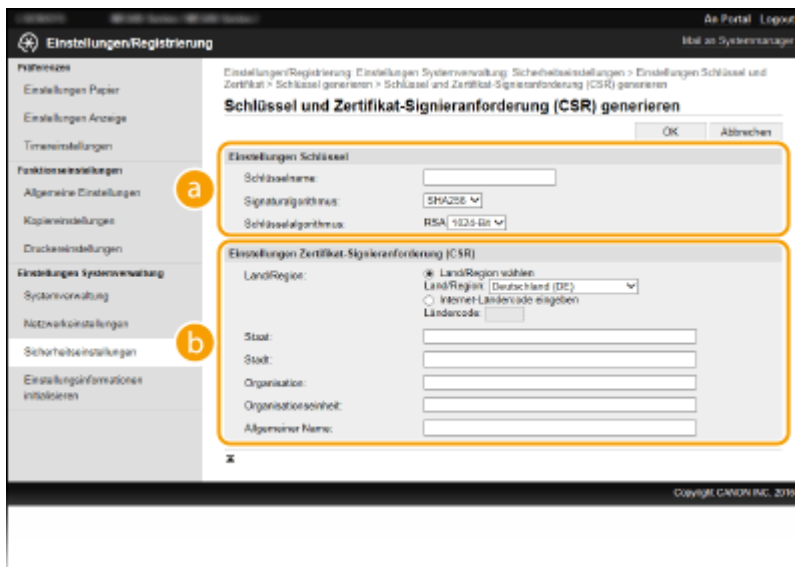 An Portal Logout
Einstellungen/Registrierung
Mail an Systemmanager
Präferenzen
Einstellungen Papier
Einstellungen Anzeige
Timereinstellungen
Funktionseinstellungen
Allgemeine Einstellungen
Kopiereinstellungen
Druckereinstellungen
Einstellungen Systemverwaltung
Systemverwaltung
Netzwerkeinstellungen
Sicherheitseinstellungen
Einstellungsinformationen
initialisieren
Einstellungen/Registrierung: Einstellungen Systemverwaltung: Sicherheitseinstellungen > Einstellungen Schlüssel und
Zertifikat > Schlüssel generieren > Schlüssel und Zertifikat-Signieranforderung (CSR) generieren
Schlüssel und Zertifikat-Signieranforderung (CSR) generieren
OK Abbrechen
a
Einstellungen Schlüssel
Schlüsselname:
Signaturalgorithmus: SHA256
Schlüsselalgorithmus: RSA 1024-Bit
b
Einstellungen Zertifikat-Signieranforderung (CSR)
Land/Region: Land/Region wählen
Land/Region: Deutschland (DE)
Internet-Ländercode eingeben
Ländercode:
Staat:
Stadt:
Organisation:
Organisationseinheit:
Allgemeiner Name:
Copyright CANON INC. 2016